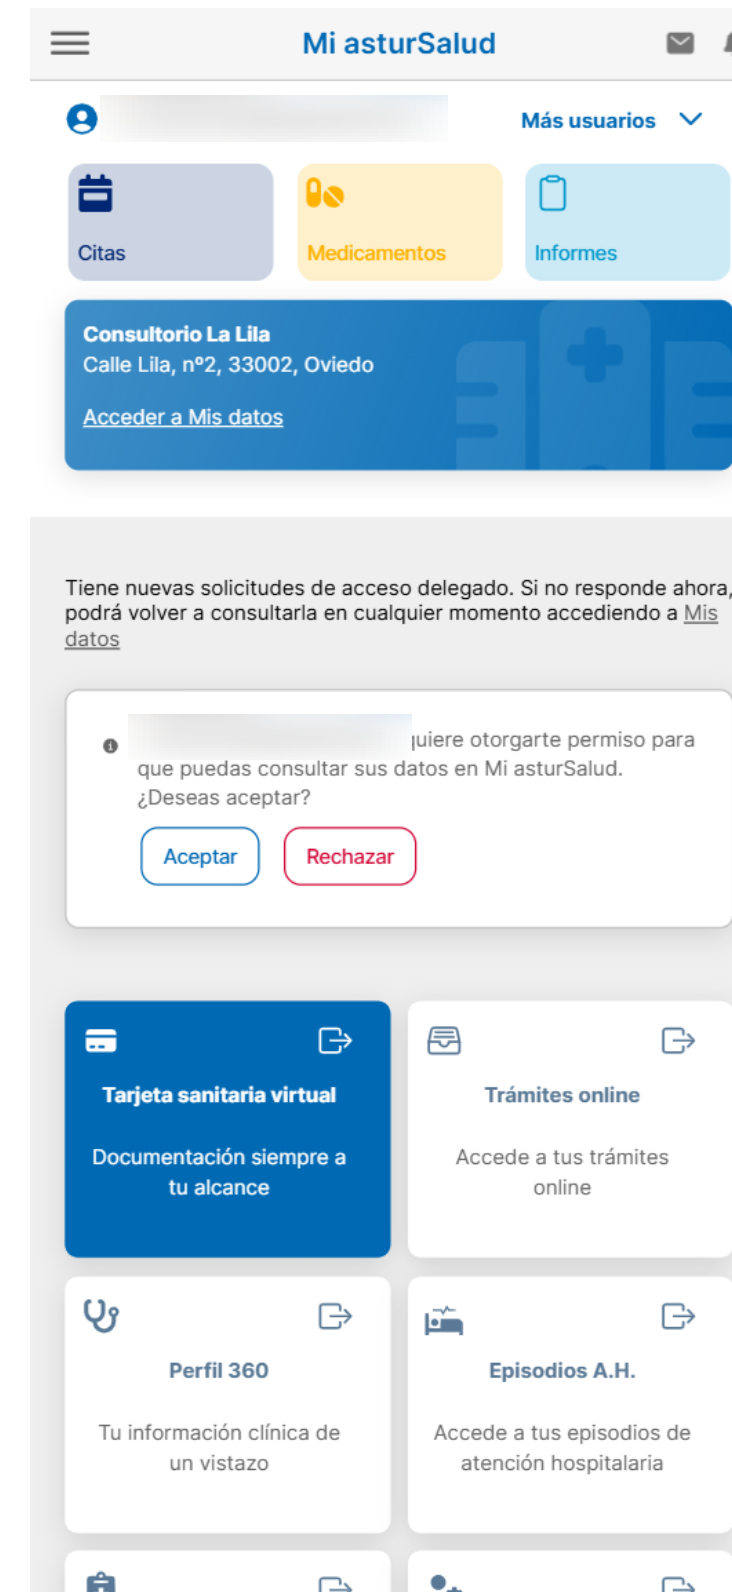 Mi asturSalud
Más usuarios
Citas
Medicamentos
Informes
Consultorio La Lila
Calle Lila, nº2, 33002, Oviedo
Acceder a Mis datos
Tiene nuevas solicitudes de acceso delegado. Si no responde ahora,
podrá volver a consultarla en cualquier momento accediendo a Mis
datos
quiere otorgarte permiso para
que puedas consultar sus datos en Mi asturSalud.
¿Deseas aceptar?
Aceptar
Rechazar
Tarjeta sanitaria virtual
Documentación siempre a
tu alcance
Trámites online
Accede a tus trámites
online
Perfil 360
Tu información clínica de
un vistazo
Episodios A.H.
Accede a tus episodios de
atención hospitalaria